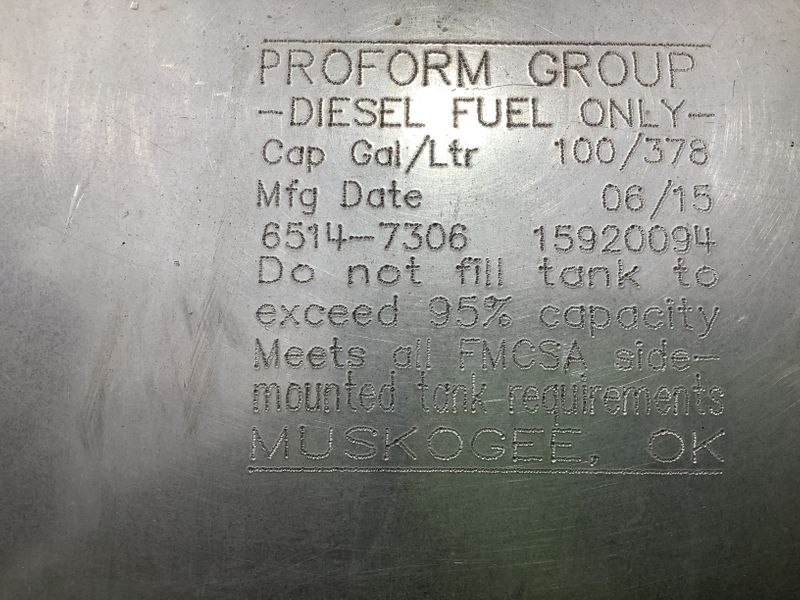 PROFORM GROUP
-DIESEL FUEL ONLY-
Cap Gal/Ltr 100/378
Mfg Date 06/15
6514-7306 15920094
Do not fill tank to
exceed 95% capacity
Meets all FMCSA side-
mounted tank requirements
MUSKOGEE, OK